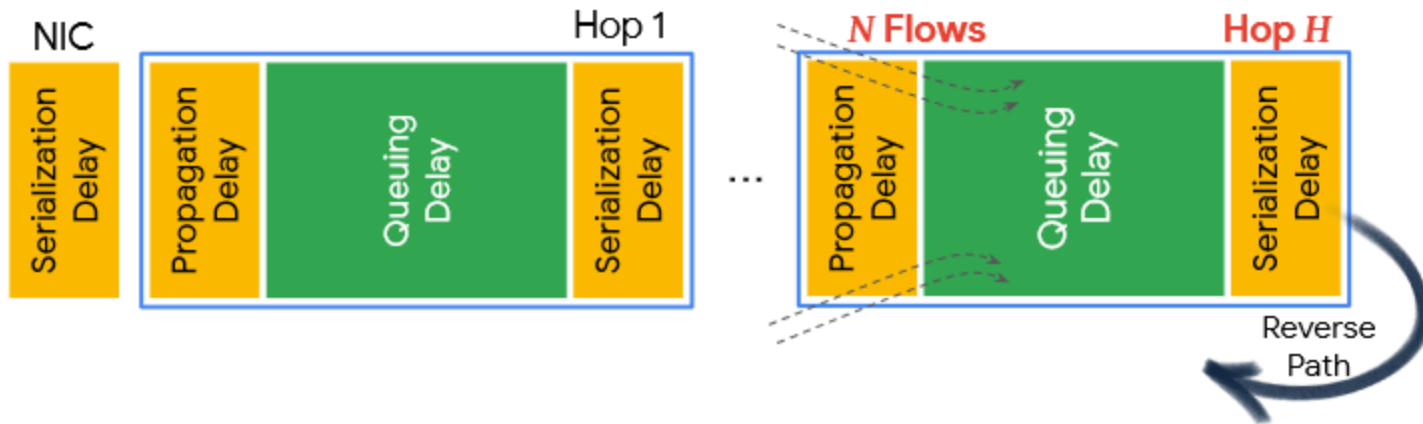 NIC
Serialization
Delay
Hop 1
Propagation
Delay
Queuing
Delay
Serialization
Delay
...
N Flows
Hop H
Propagation
Delay
Queuing
Delay
Serialization
Delay
Reverse
Path